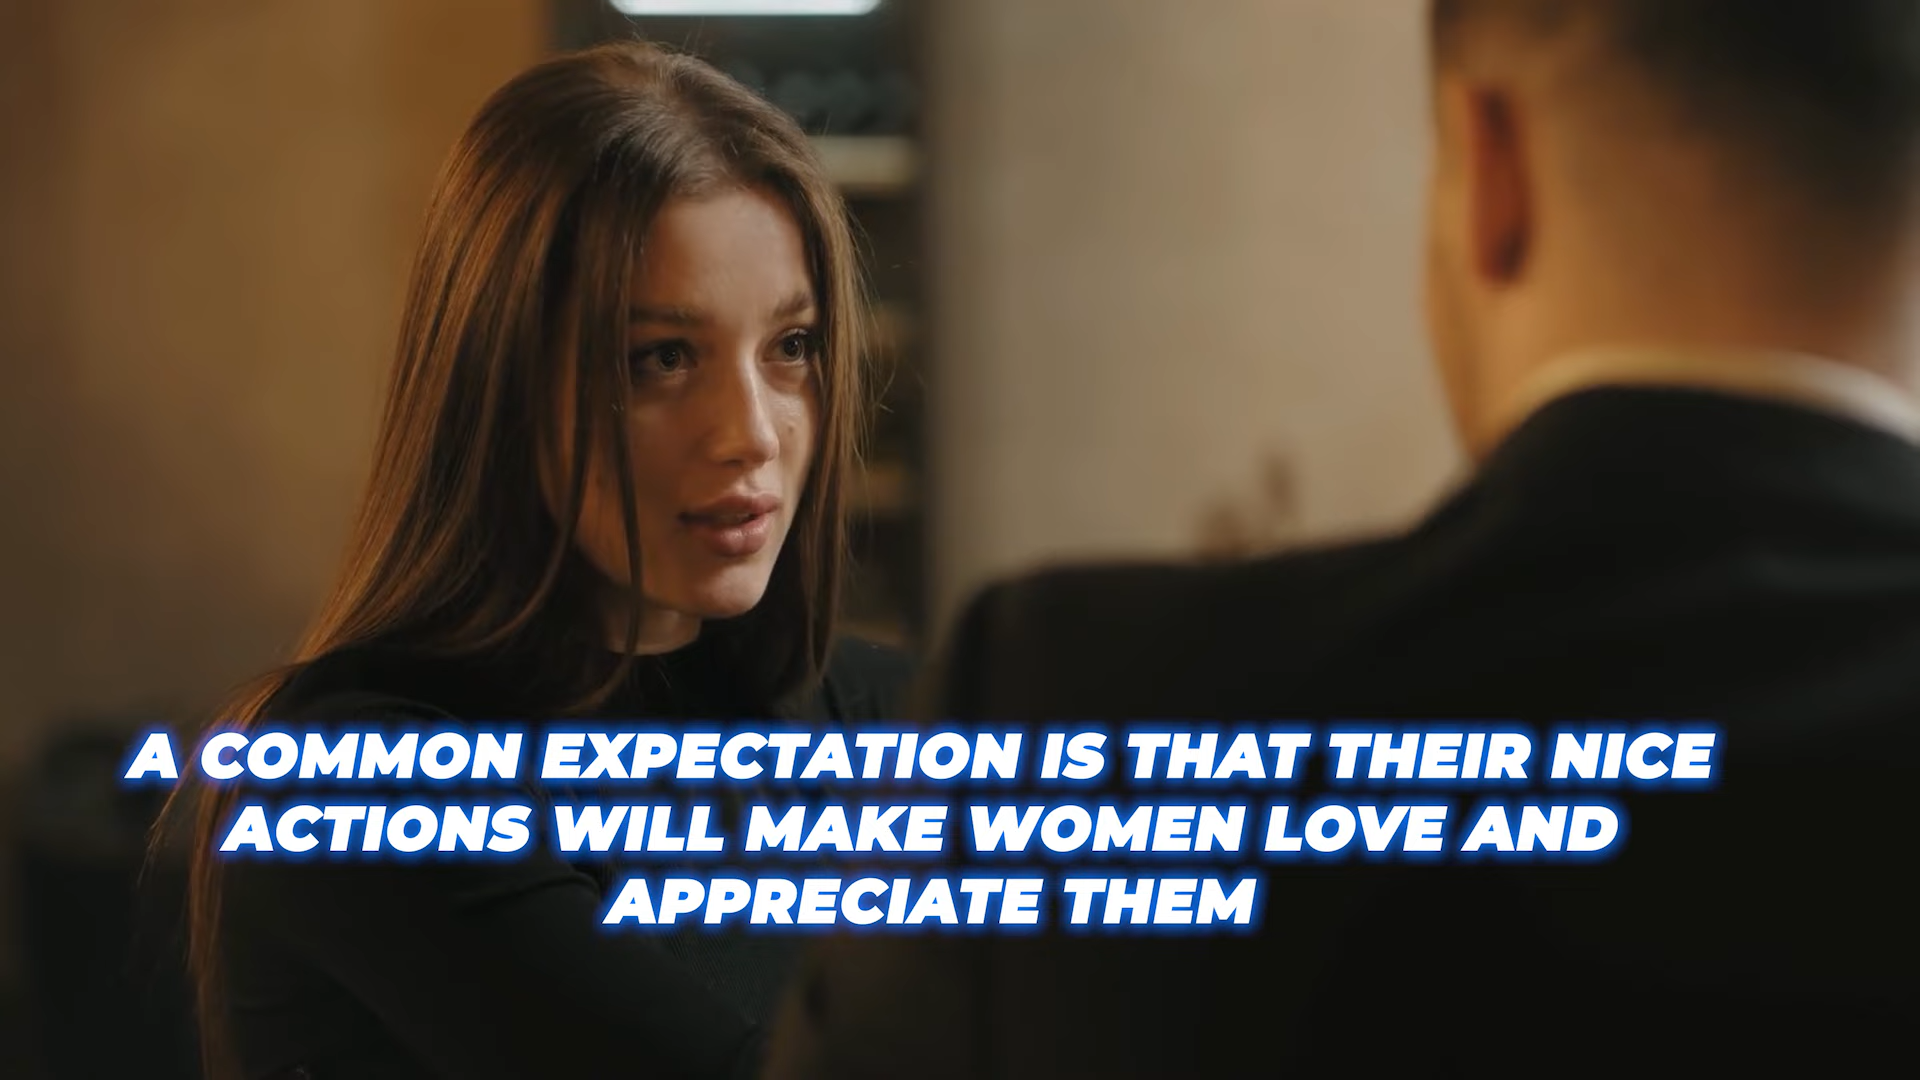 A COMMON EXPECTATION IS THAT THEIR NICE
ACTIONS WILL MAKE WOMEN LOVE AND
APPRECIATE THEM